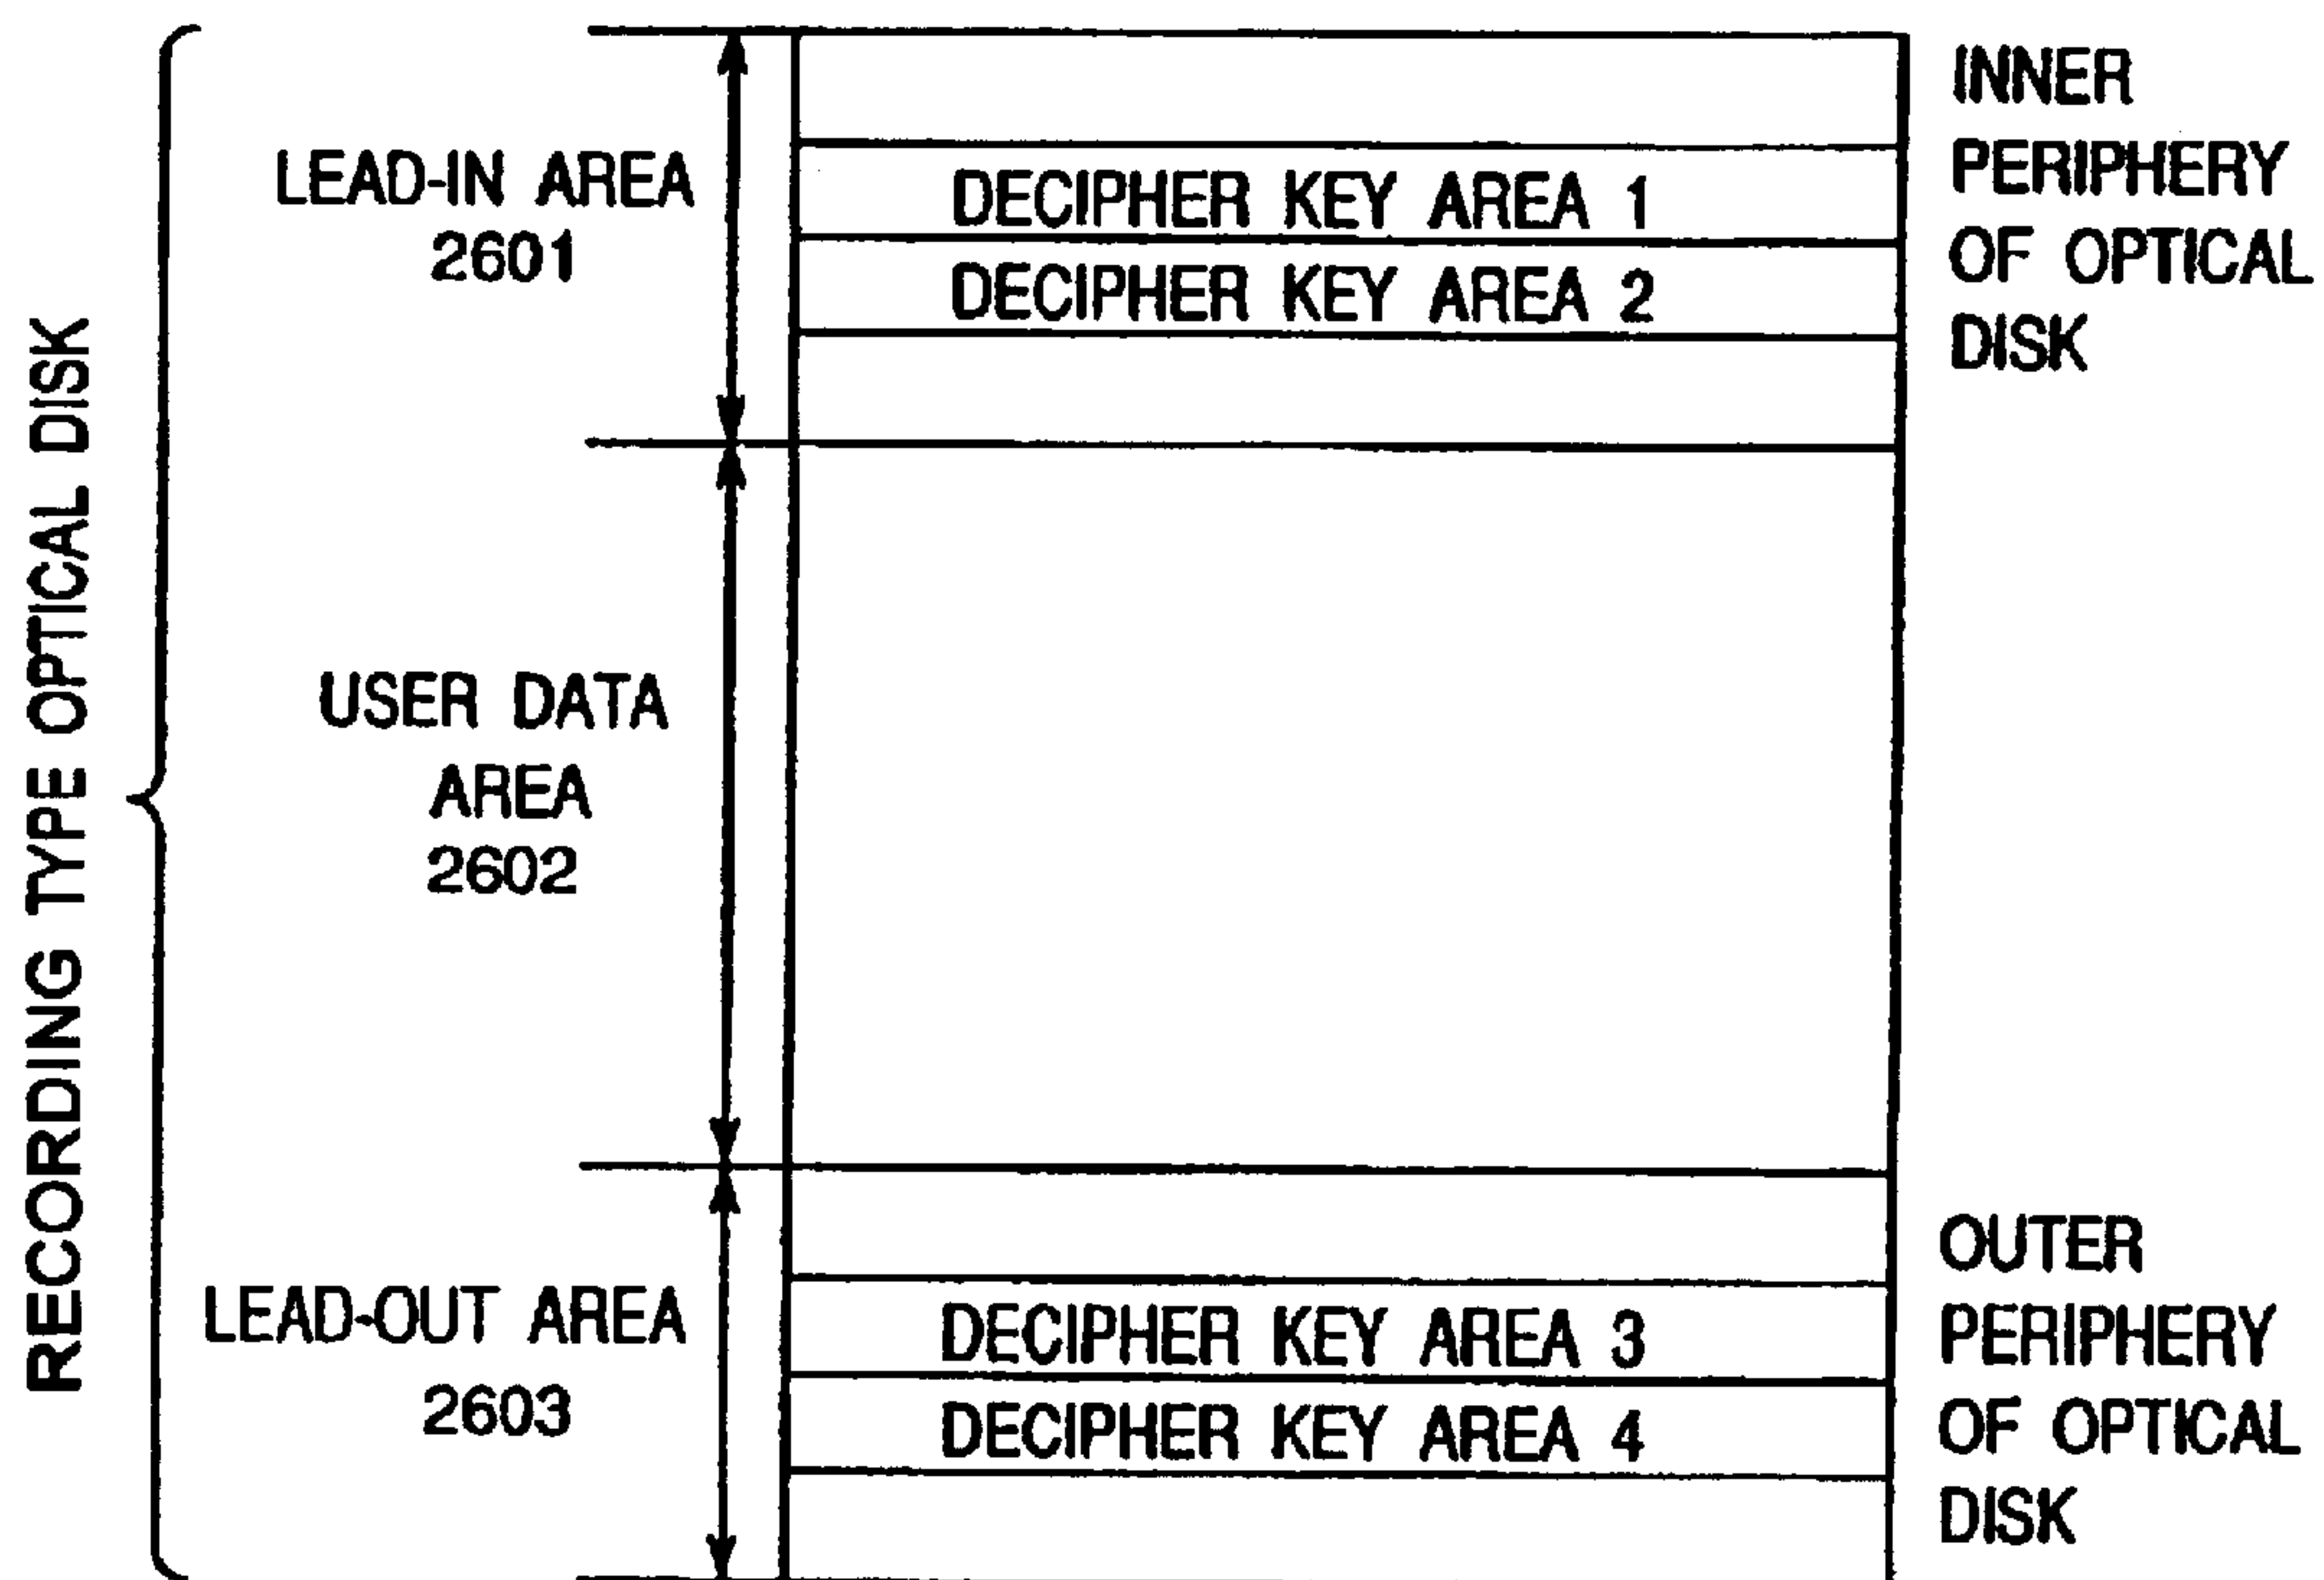 RECORDING TYPE OPTICAL DISK
LEAD-IN AREA
2601
DECIPHER KEY AREA 1
DECIPHER KEY AREA 2
INNER
PERIPHERY
OF OPTICAL
DISK
USER DATA
AREA
2602
LEAD-OUT AREA
2603
DECIPHER KEY AREA 3
DECIPHER KEY AREA 4
OUTER
PERIPHERY
OF OPTICAL
DISK